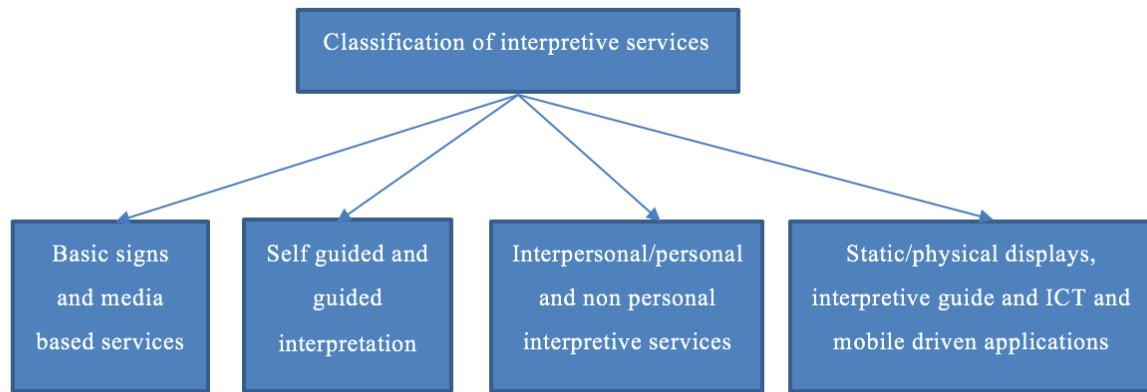 Classification of interpretive services
Basic signs
and media
based services
Self guided and
guided
interpretation
Interpersonal/personal
and non personal
interpretive services
Static/physical displays,
interpretive guide and ICT and
mobile driven applications